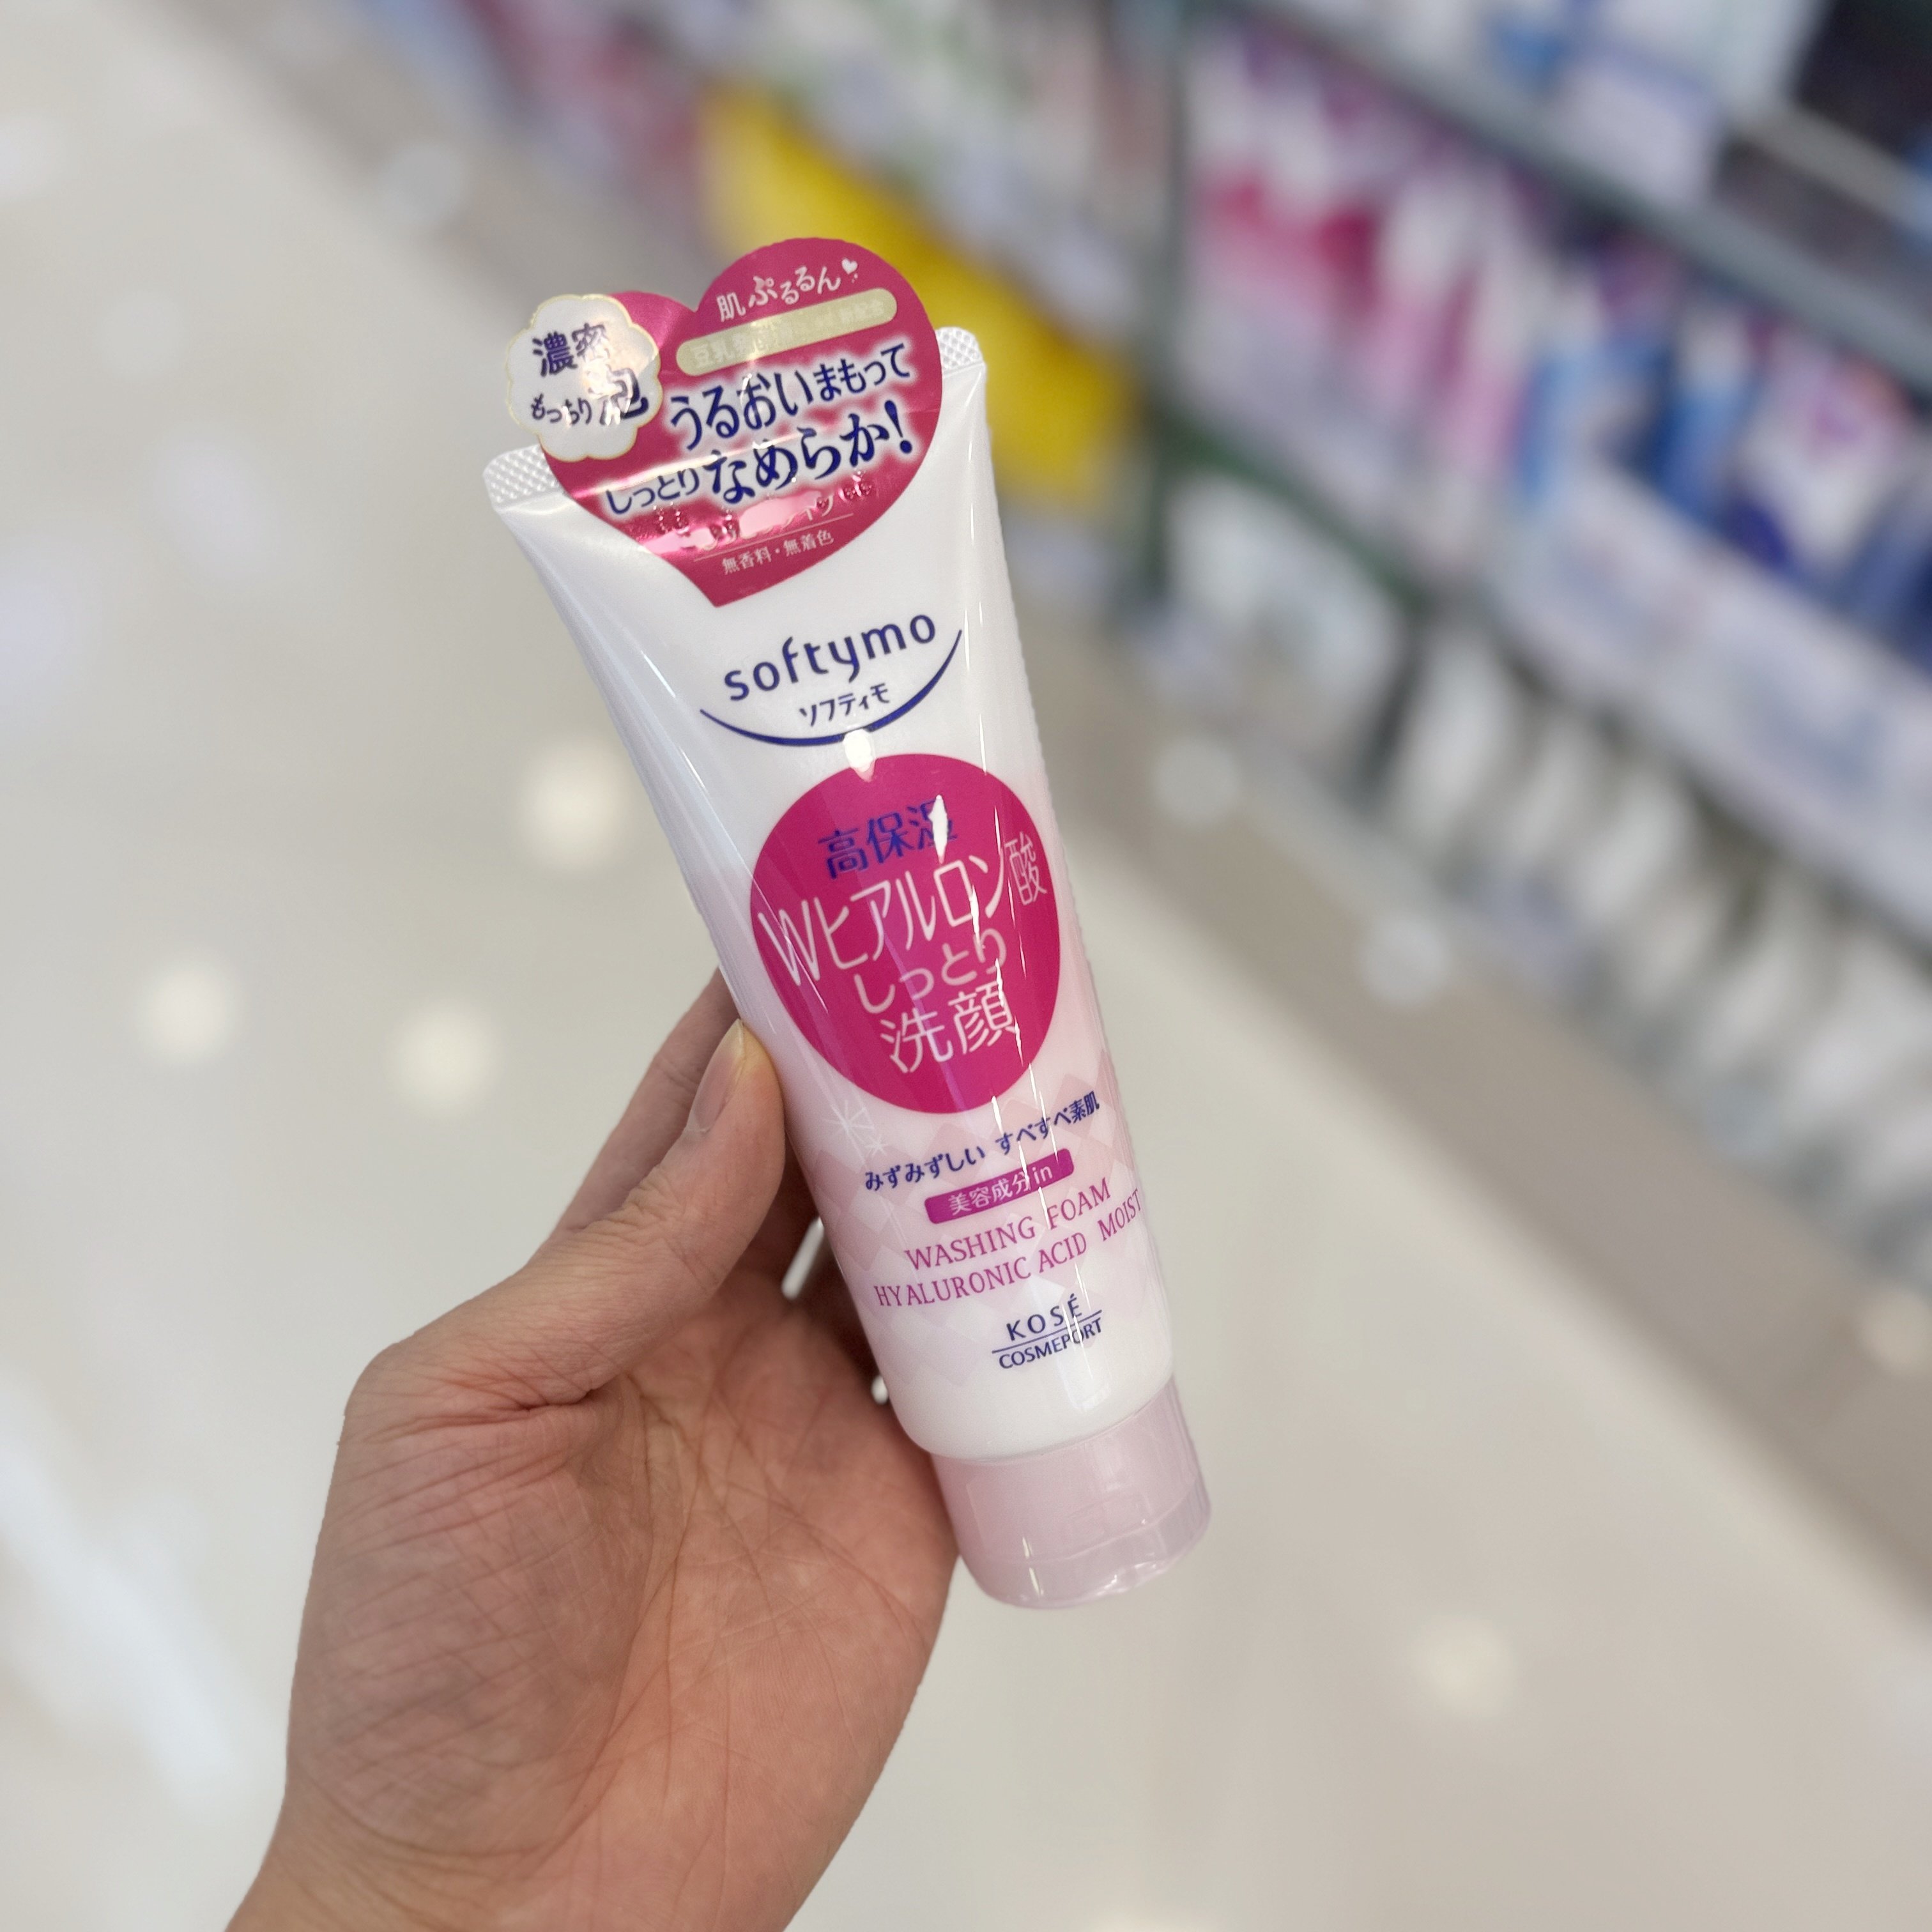 肌ぷるるん
濃密
もっちり泡
うるおいまもって
しっとりなめらか!
無香料・無着色
softymo
ソフティモ
高保湿
Wヒアルロン酸
しっとり
洗顔
みずみずしい すべすべ素肌
美容成分in
WASHING FOAM
HYALURONIC ACID MOIST
KOSÉ
COSMEPORT